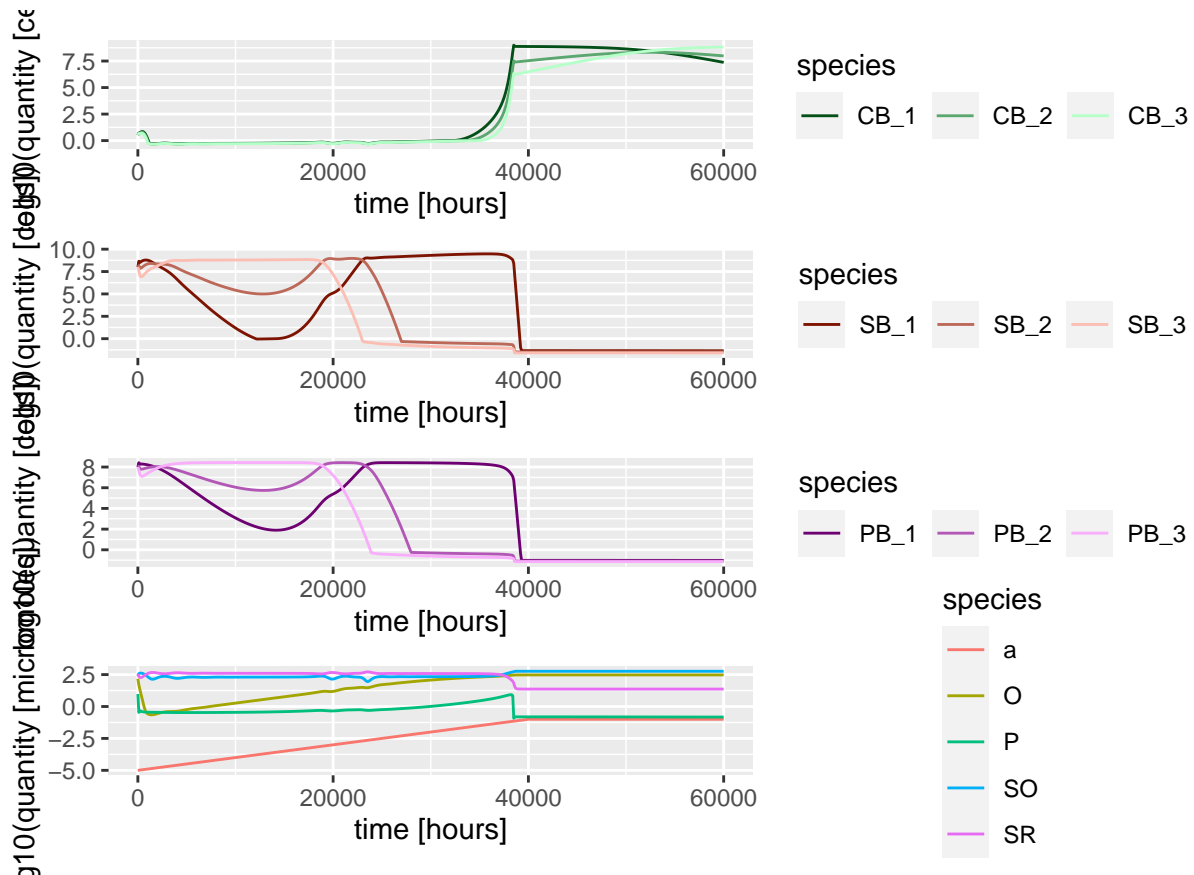 7.5
5.0
2.5
0.0
0
20000
40000
60000
time [hours]
species
CB_1
CB_2
CB_3
10.0
7.5
5.0
2.5
0.0
0
20000
40000
60000
time [hours]
species
SB_1
SB_2
SB_3
8
6
4
2
0
0
20000
40000
60000
time [hours]
species
PB_1
PB_2
PB_3
2.5
0.0
−2.5
−5.0
0
20000
40000
60000
time [hours]
species
a
O
P
SO
SR